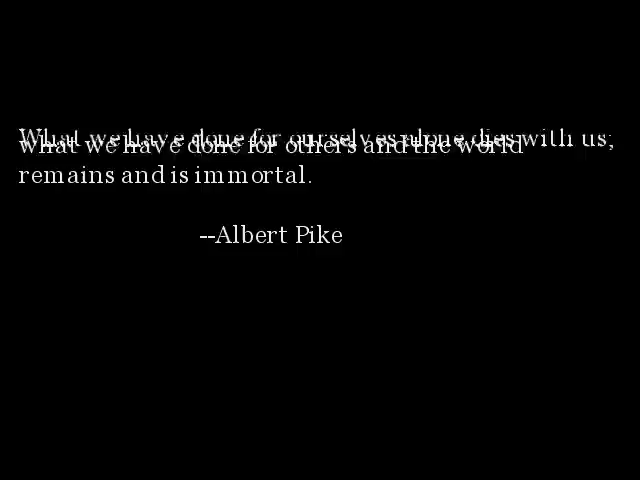 What we have done for ourselves alone dies with us;
what we have done for others and the world
remains and is immortal.
--Albert Pike